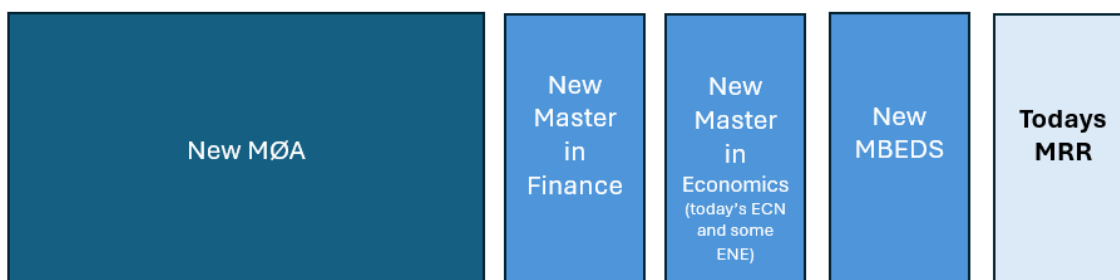 New MØA
New
Master
in
Finance
New
Master
in
Economics
(today's ECN
and some
ENE)
New
MBEDS
Todays
MRR